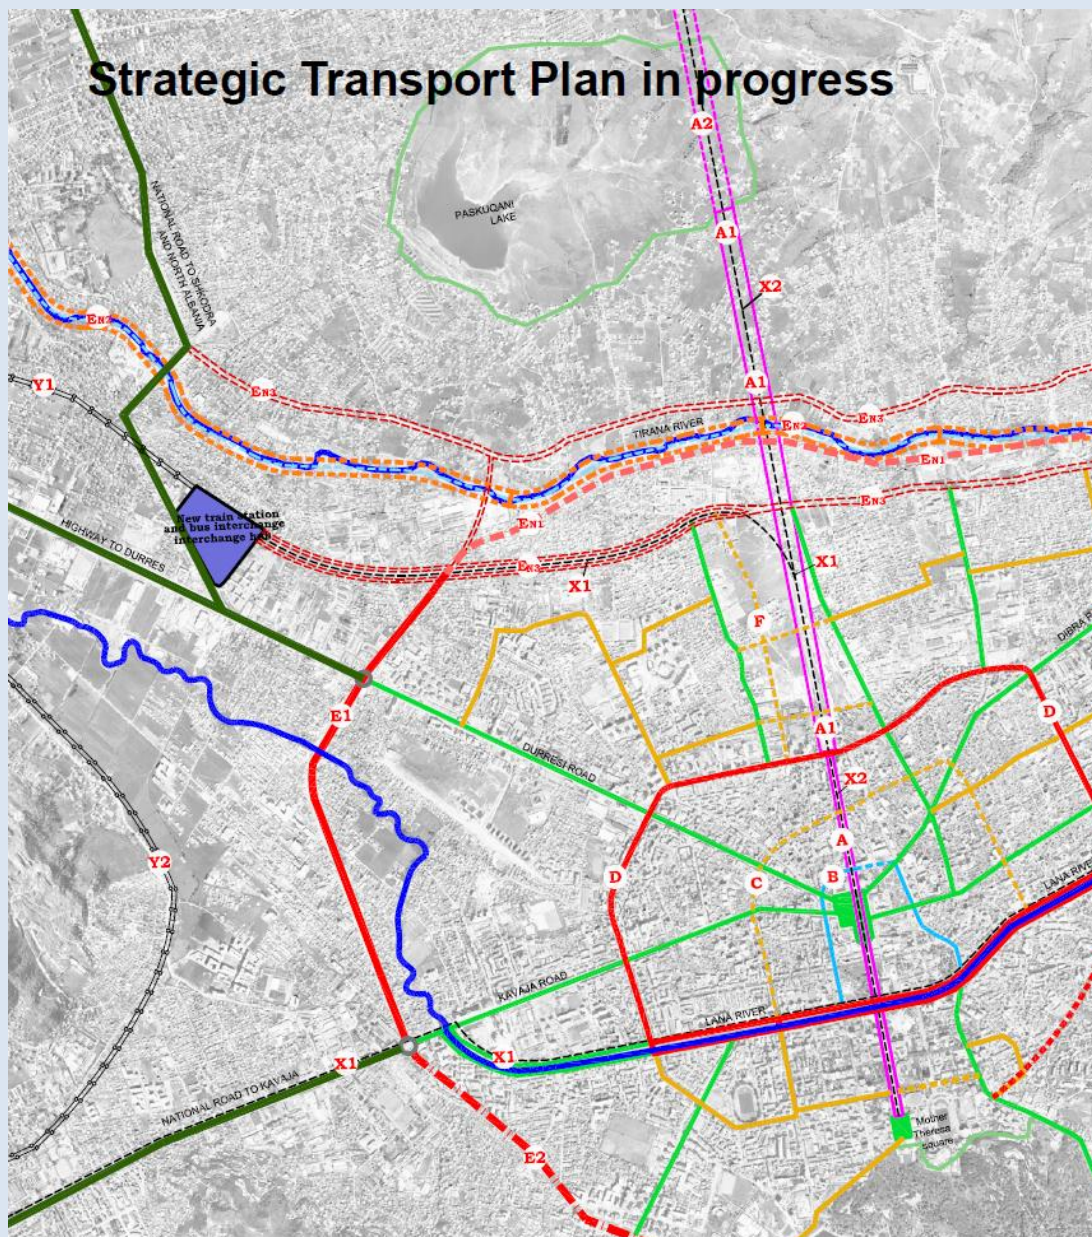 Strategic Transport Plan in progress
A2
NATIONAL ROAD TO SHKODRA
AND NORTH ALBANIA
PASKUQANI
LAKE
A1
X2
EN2
Y1
EN3
A1
TIRANA RIVER
EN2
EN3
EN1
New train station
and bus interchange
interchange hub
HIGHWAY TO DURRES
EN1
EN3
EN3
X1
X1
F
E1
D
A1
DURRESI ROAD
X2
Y2
A
D
C
B
LANA RIVER
KAVAJA ROAD
LANA RIVER
X1
X1
NATIONAL ROAD TO KAVAJA
Mother
Theresa
square
E2